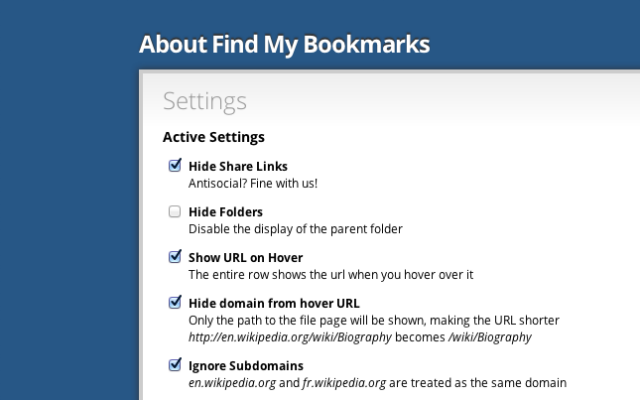 About Find My Bookmarks
Settings
Active Settings
Hide Share Links
Antisocial? Fine with us!
Hide Folders
Disable the display of the parent folder
Show URL on Hover
The entire row shows the url when you hover over it
Hide domain from hover URL
Only the path to the file page will be shown, making the URL shorter
http://en.wikipedia.org/wiki/Biography becomes /wiki/Biography
Ignore Subdomains
en.wikipedia.org and fr.wikipedia.org are treated as the same domain